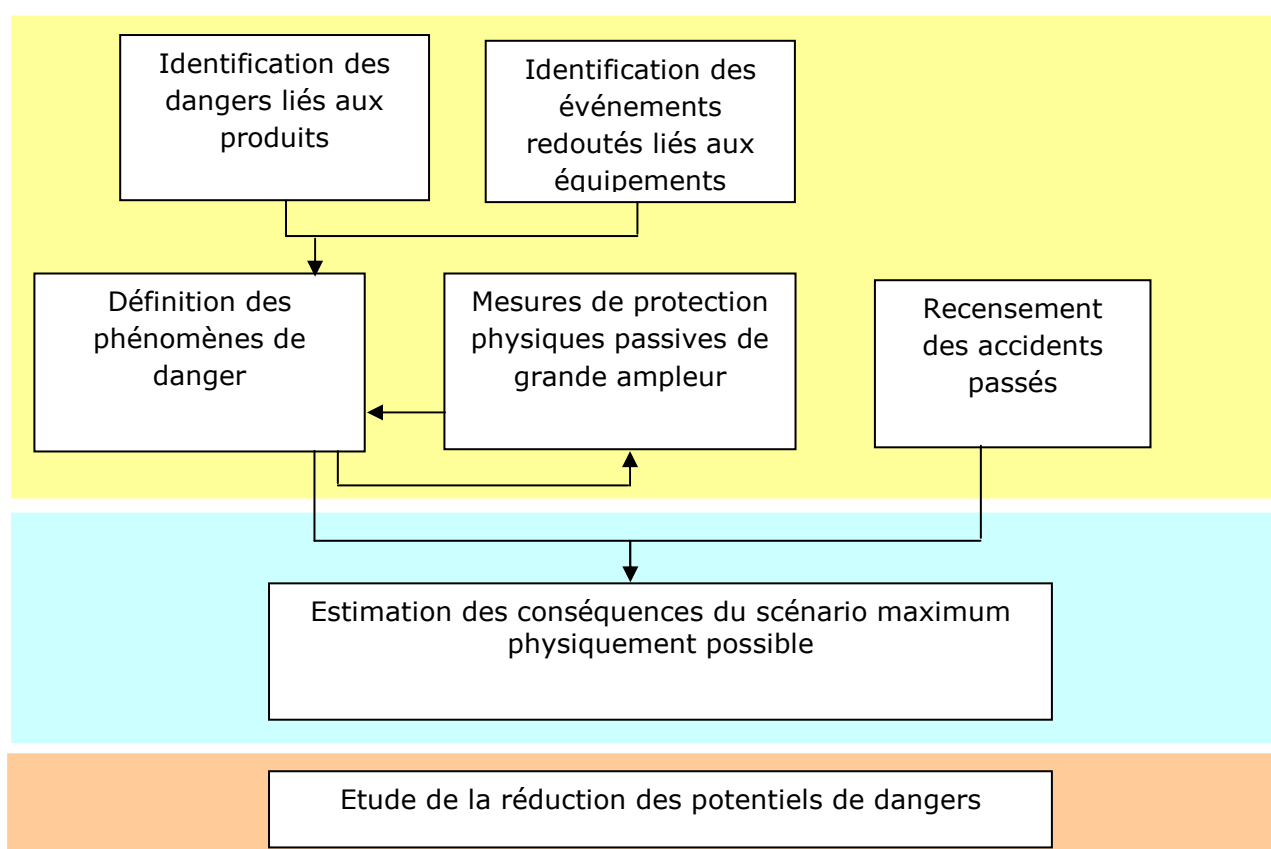 Identification des
dangers liés aux
produits
Identification des
événements
redoutés liés aux
équipements
Définition des
phénomènes de
danger
Mesures de protection
physiques passives de
grande ampleur
Recensement
des accidents
passés
Estimation des conséquences du scénario maximum
physiquement possible
Etude de la réduction des potentiels de dangers